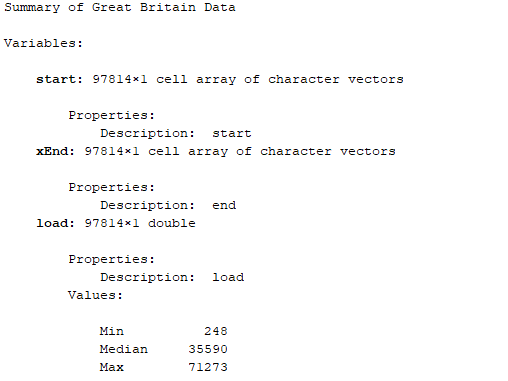 Summary of Great Britain Data
Variables:
start: 97814×1 cell array of character vectors
Properties:
Description: start
xEnd: 97814×1 cell array of character vectors
Properties:
Description: end
load: 97814×1 double
Properties:
Description: load
Values:
Min 248
Median 35590
Max 71273